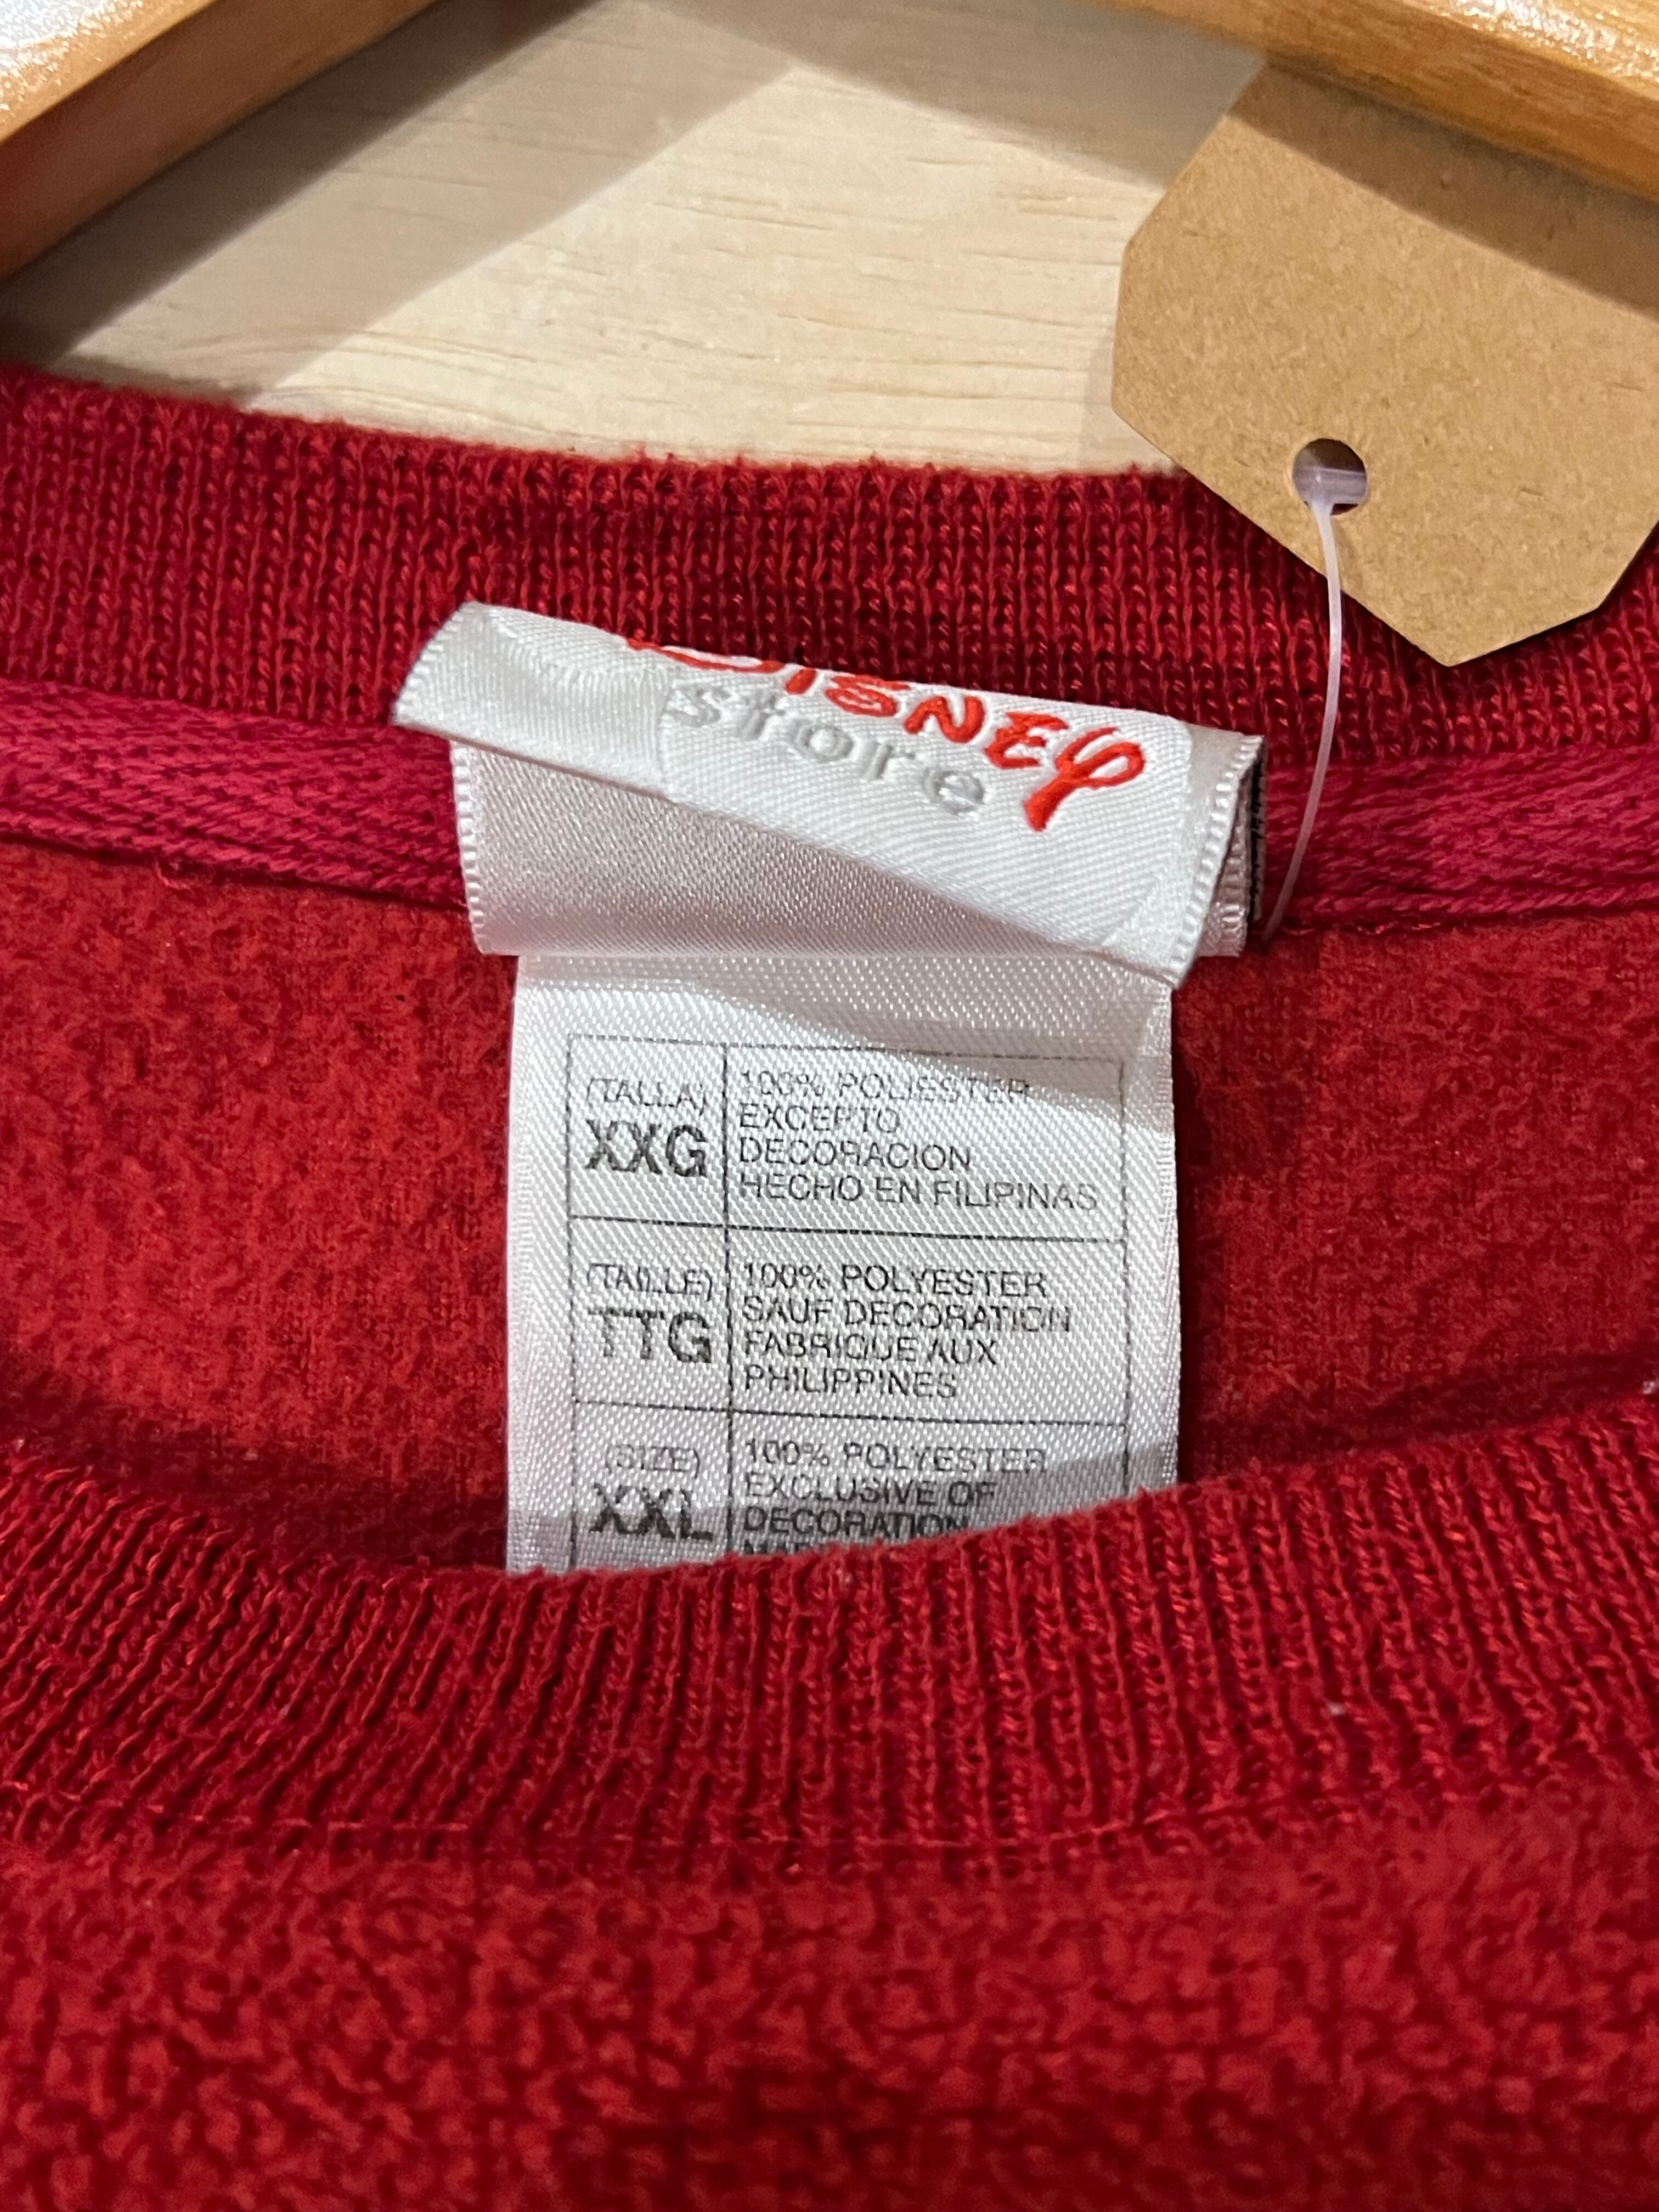 DISNEY
store
(TALLA)
XXG
100% POLIESTER
EXCEPTO
DECORACION
HECHO EN FILIPINAS
(TAILLE)
TTG
100% POLYESTER
SAUF DECORATION
FABRIQUE AUX
PHILIPPINES
(SIZE)
XXL
100% POLYESTER
EXCLUSIVE OF
DECORATION